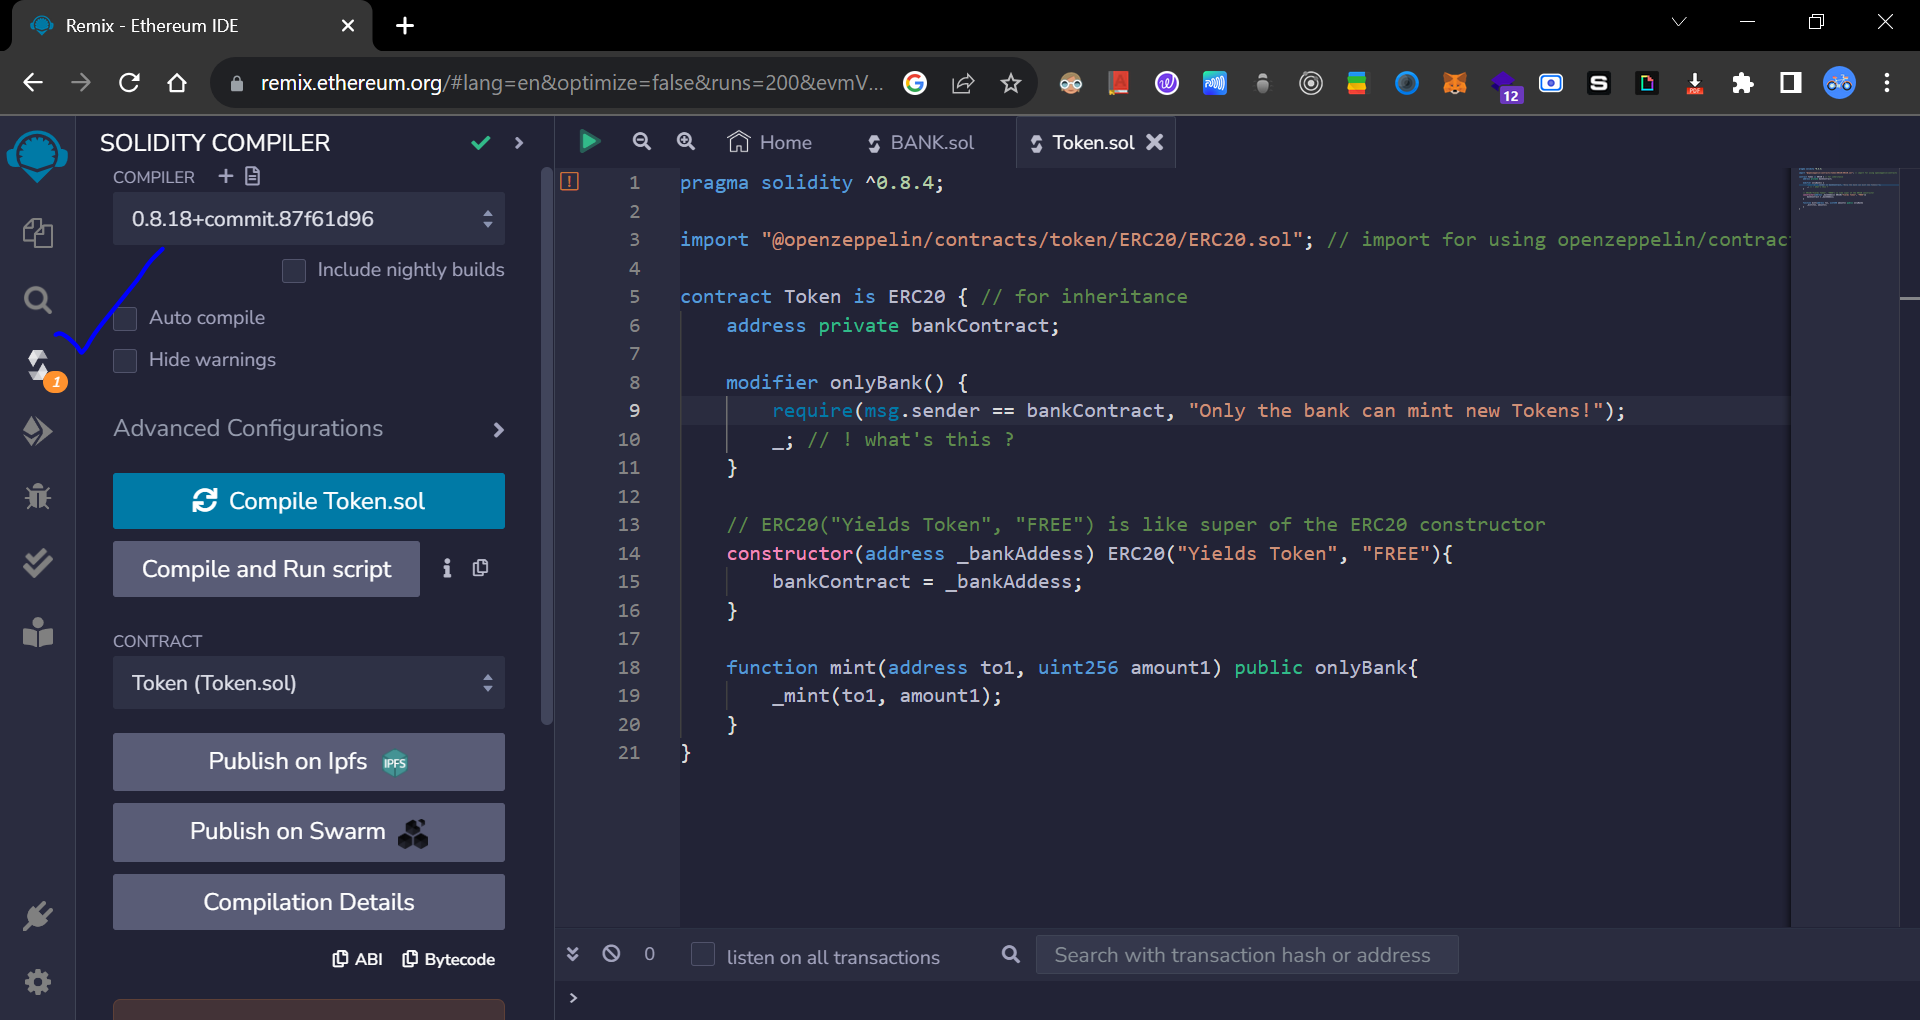 Remix - Ethereum IDE
remix.ethereum.org/#lang=en&optimize=false&runs=200&evmV...
12
SOLIDITY COMPILER
COMPILER
0.8.18+commit.87f61d96
Include nightly builds
Auto compile
Hide warnings
1
Advanced Configurations
Compile Token.sol
Compile and Run script
CONTRACT
Token (Token.sol)
Publish on Ipfs IPFS
Publish on Swarm
Compilation Details
ABI Bytecode
Home BANK.sol Token.sol
1 pragma solidity ^0.8.4;
2
3 import "@openzeppelin/contracts/token/ERC20/ERC20.sol"; // import for using openzeppelin/contrac
4
5 contract Token is ERC20 { // for inheritance
6 address private bankContract;
7
8 modifier onlyBank() {
9 require(msg.sender == bankContract, "Only the bank can mint new Tokens!");
10 _; // ! what's this ?
11 }
12
13 // ERC20("Yields Token", "FREE") is like super of the ERC20 constructor
14 constructor(address _bankAddess) ERC20("Yields Token", "FREE"){
15 bankContract = _bankAddess;
16 }
17
18 function mint(address to1, uint256 amount1) public onlyBank{
19 _mint(to1, amount1);
20 }
21 }
0 listen on all transactions Search with transaction hash or address
>